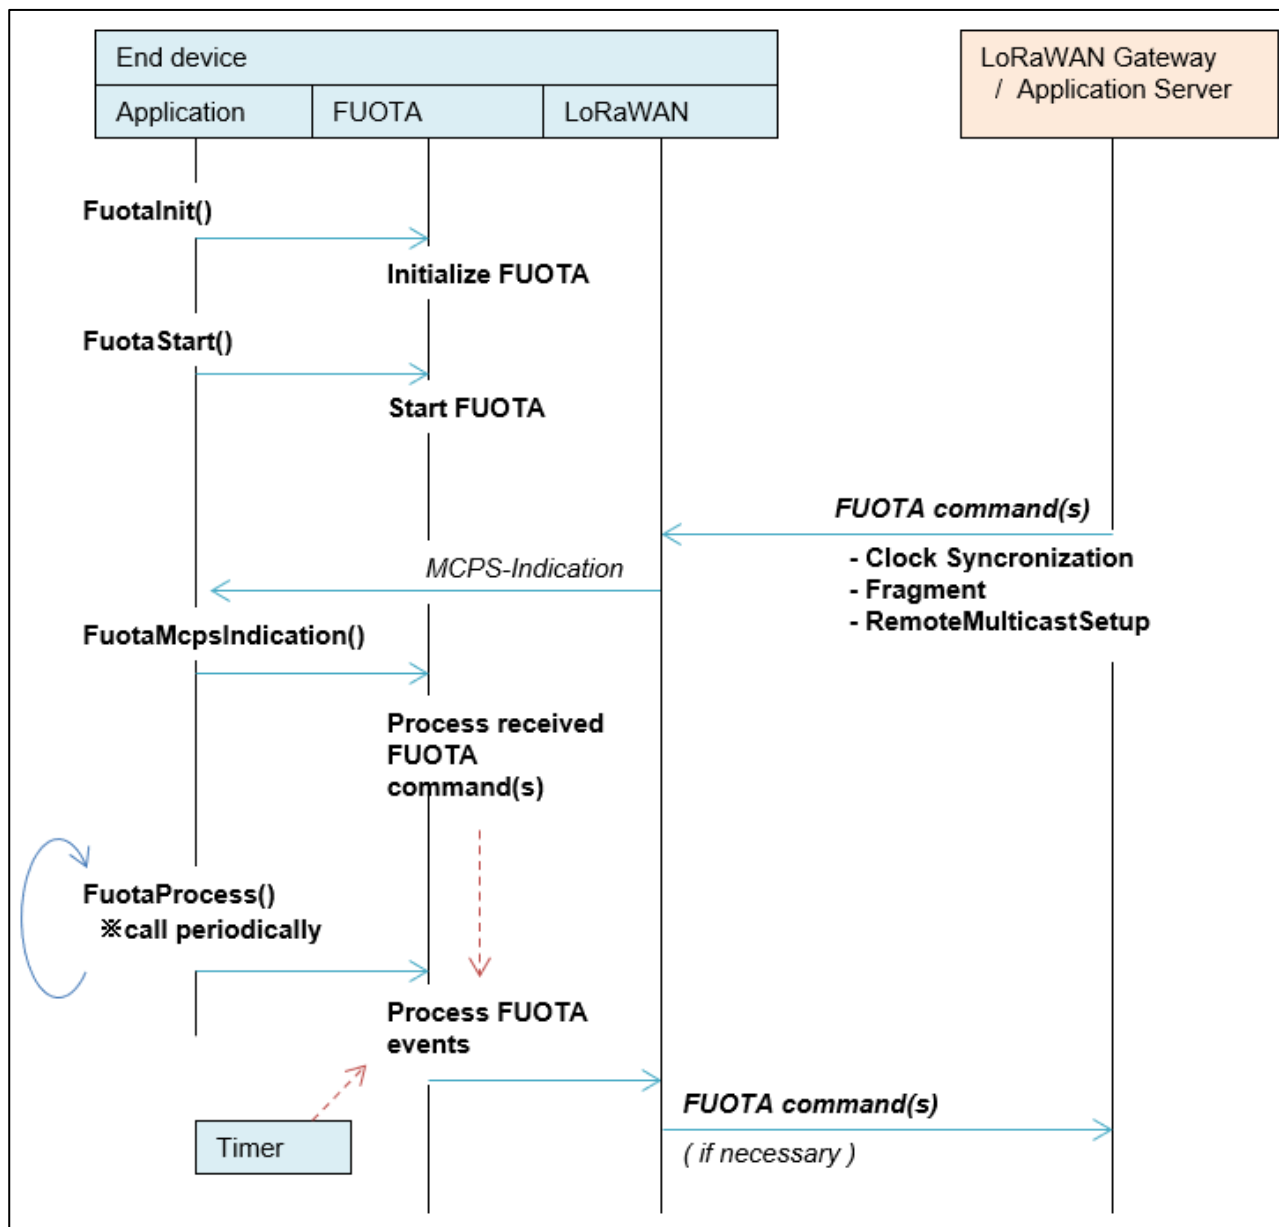 End device
LoRaWAN Gateway
/ Application Server
Application
FUOTA
LoRaWAN
FuotaInit()
Initialize FUOTA
FuotaStart()
Start FUOTA
FUOTA command(s)
- Clock Syncronization
- Fragment
- RemoteMulticastSetup
MCPS-Indication
FuotaMcpsIndication()
Process received
FUOTA
command(s)
FuotaProcess()
※call periodically
Process FUOTA
events
FUOTA command(s)
( if necessary )
Timer